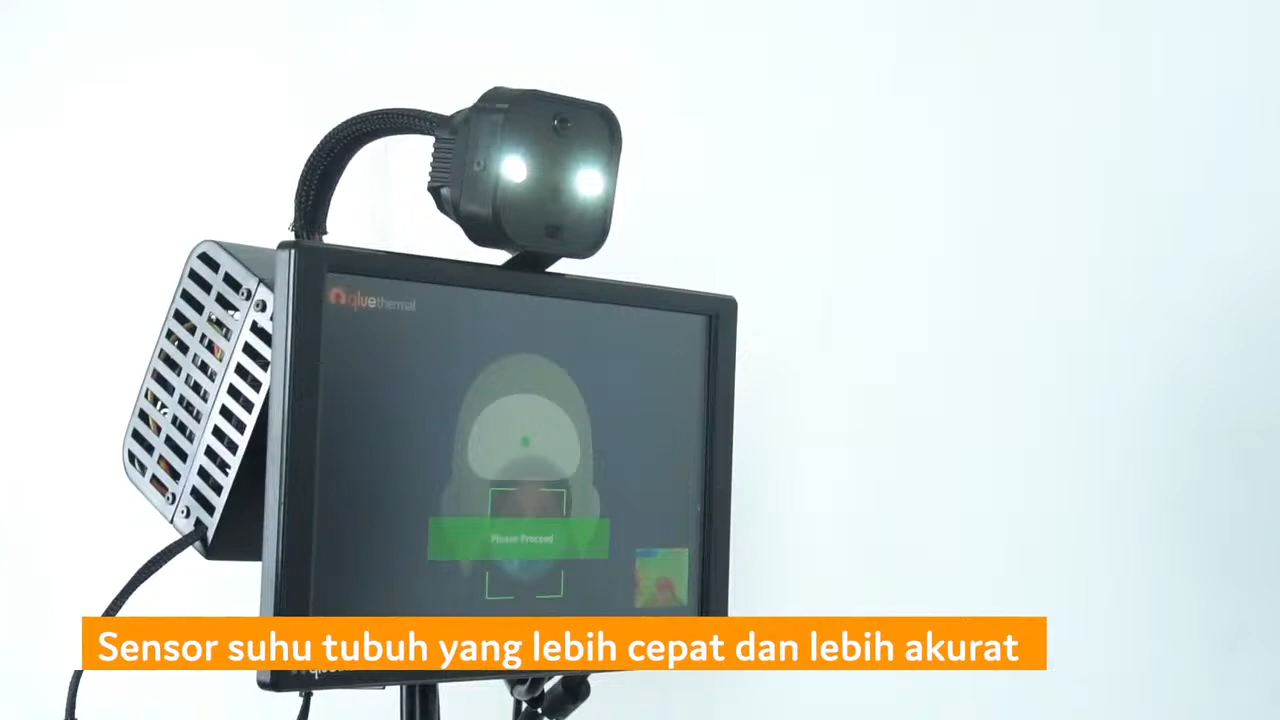 qluethermal
Please Proceed
Sensor suhu tubuh yang lebih cepat dan lebih akurat